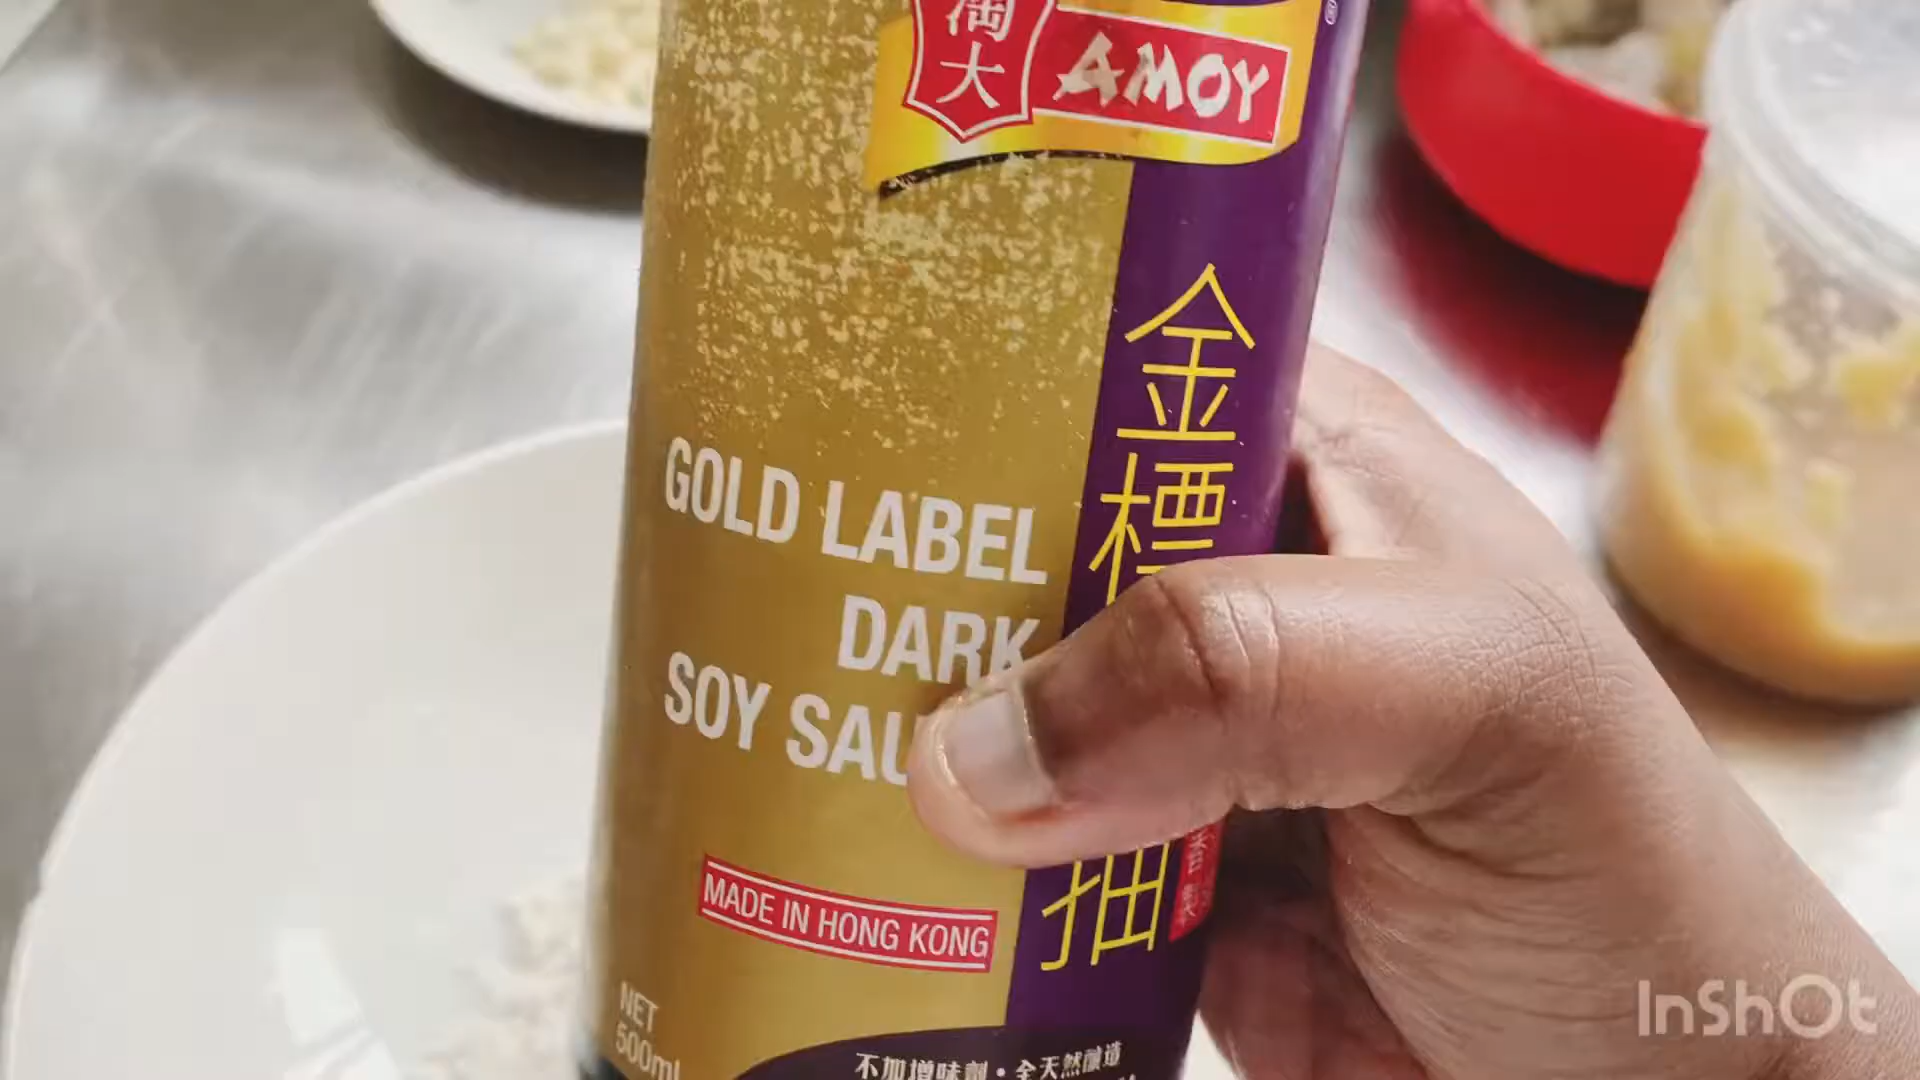 淘大
AMOY
®
GOLD LABEL
DARK
SOY SAU
金標
抽
MADE IN HONG KONG
NET
500ml
不加增味劑・全天然釀造
InShOt